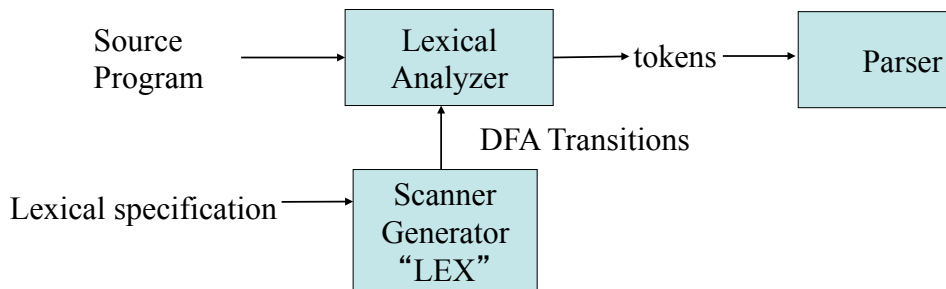 Source
Program
Lexical
Analyzer
tokens
Parser
DFA Transitions
Lexical specification
Scanner
Generator
“LEX”